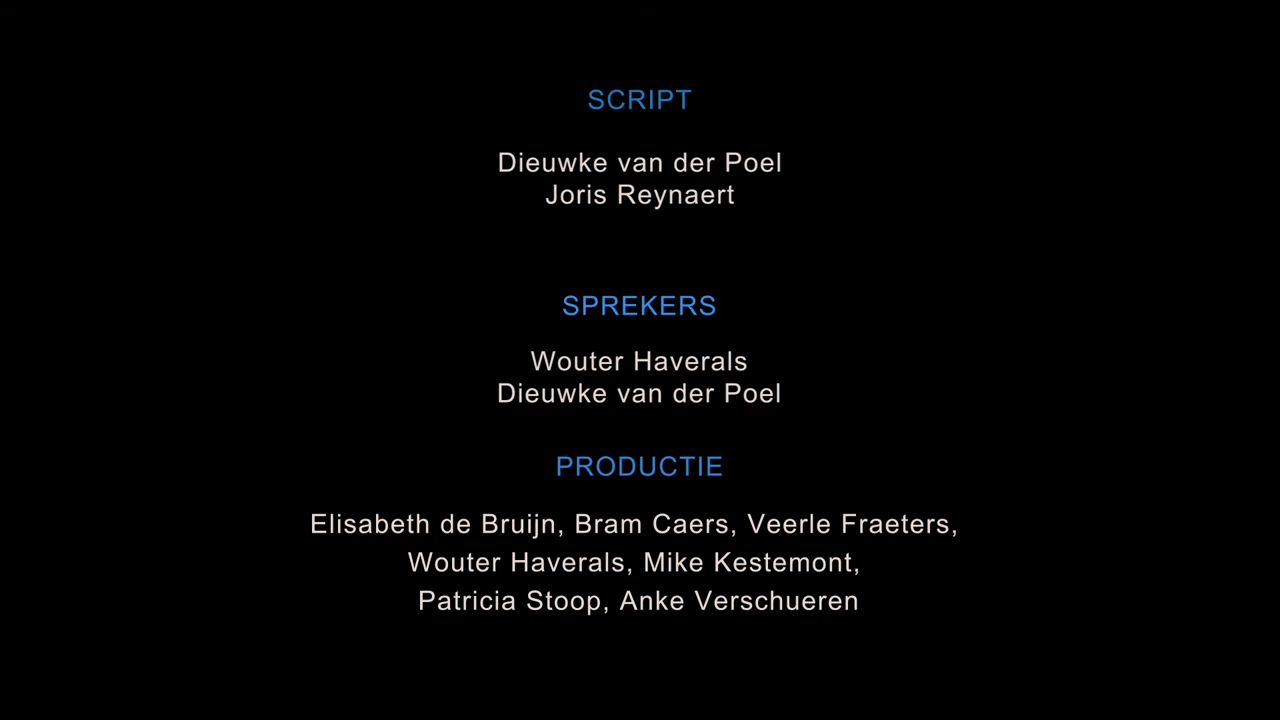 SCRIPT
Dieuwke van der Poel
Joris Reynaert
SPREKERS
Wouter Haverals
Dieuwke van der Poel
PRODUCTIE
Elisabeth de Bruijn, Bram Caers, Veerle Fraeters,
Wouter Haverals, Mike Kestemont,
Patricia Stoop, Anke Verschueren